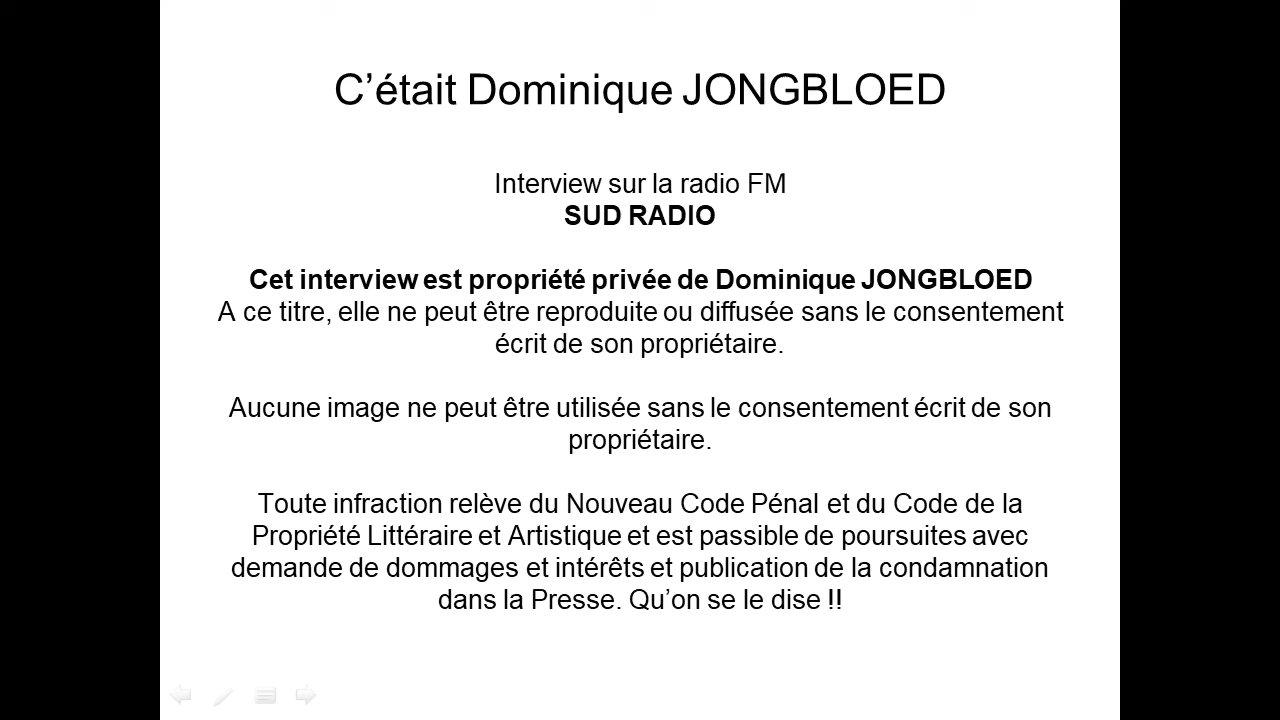 C’était Dominique JONGBLOED
Interview sur la radio FM
SUD RADIO
Cet interview est propriété privée de Dominique JONGBLOED
A ce titre, elle ne peut être reproduite ou diffusée sans le consentement
écrit de son propriétaire.
Aucune image ne peut être utilisée sans le consentement écrit de son
propriétaire.
Toute infraction relève du Nouveau Code Pénal et du Code de la
Propriété Littéraire et Artistique et est passible de poursuites avec
demande de dommages et intérêts et publication de la condamnation
dans la Presse. Qu’on se le dise !!